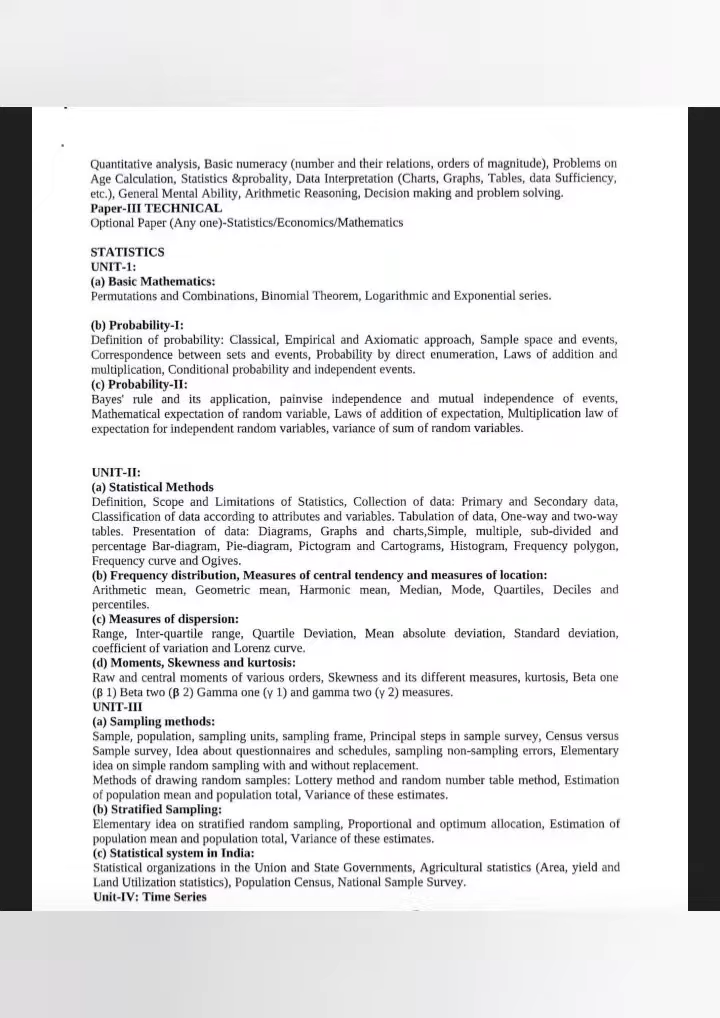 Quantitative analysis, Basic numeracy (number and their relations, orders of magnitude), Problems on
Age Calculation, Statistics &probality, Data Interpretation (Charts, Graphs, Tables, data Sufficiency,
etc.), General Mental Ability, Arithmetic Reasoning, Decision making and problem solving.
Paper-III TECHNICAL
Optional Paper (Any one)-Statistics/Economics/Mathematics
STATISTICS
UNIT-1:
(a) Basic Mathematics:
Permutations and Combinations, Binomial Theorem, Logarithmic and Exponential series.
(b) Probability-I:
Definition of probability: Classical, Empirical and Axiomatic approach, Sample space and events,
Correspondence between sets and events, Probability by direct enumeration, Laws of addition and
multiplication, Conditional probability and independent events.
(c) Probability-II:
Bayes' rule and its application, painvise independence and mutual independence of events,
Mathematical expectation of random variable, Laws of addition of expectation, Multiplication law of
expectation for independent random variables, variance of sum of random variables.
UNIT-II:
(a) Statistical Methods
Definition, Scope and Limitations of Statistics, Collection of data: Primary and Secondary data,
Classification of data according to attributes and variables. Tabulation of data, One-way and two-way
tables. Presentation of data: Diagrams, Graphs and charts,Simple, multiple, sub-divided and
percentage Bar-diagram, Pie-diagram, Pictogram and Cartograms, Histogram, Frequency polygon,
Frequency curve and Ogives.
(b) Frequency distribution, Measures of central tendency and measures of location:
Arithmetic mean, Geometric mean, Harmonic mean, Median, Mode, Quartiles, Deciles and
percentiles.
(c) Measures of dispersion:
Range, Inter-quartile range, Quartile Deviation, Mean absolute deviation, Standard deviation,
coefficient of variation and Lorenz curve.
(d) Moments, Skewness and kurtosis:
Raw and central moments of various orders, Skewness and its different measures, kurtosis, Beta one
(β 1) Beta two (β 2) Gamma one (γ 1) and gamma two (γ 2) measures.
UNIT-III
(a) Sampling methods:
Sample, population, sampling units, sampling frame, Principal steps in sample survey, Census versus
Sample survey, Idea about questionnaires and schedules, sampling non-sampling errors, Elementary
idea on simple random sampling with and without replacement.
Methods of drawing random samples: Lottery method and random number table method, Estimation
of population mean and population total, Variance of these estimates.
(b) Stratified Sampling:
Elementary idea on stratified random sampling, Proportional and optimum allocation, Estimation of
population mean and population total, Variance of these estimates.
(c) Statistical system in India:
Statistical organizations in the Union and State Governments, Agricultural statistics (Area, yield and
Land Utilization statistics), Population Census, National Sample Survey.
Unit-IV: Time Series